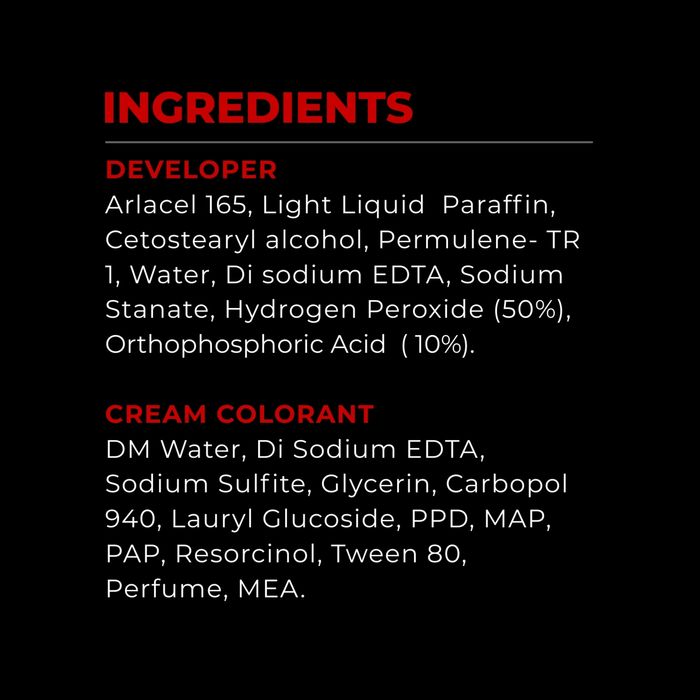 INGREDIENTS
DEVELOPER
Arlacel 165, Light Liquid  Paraffin,
Cetostearyl alcohol, Permulene- TR
1, Water, Di sodium EDTA, Sodium
Stanate, Hydrogen Peroxide (50%),
Orthophosphoric Acid  ( 10%).
CREAM COLORANT
DM Water, Di Sodium EDTA,
Sodium Sulfite, Glycerin, Carbopol
940, Lauryl Glucoside, PPD, MAP,
PAP, Resorcinol, Tween 80,
Perfume, MEA.